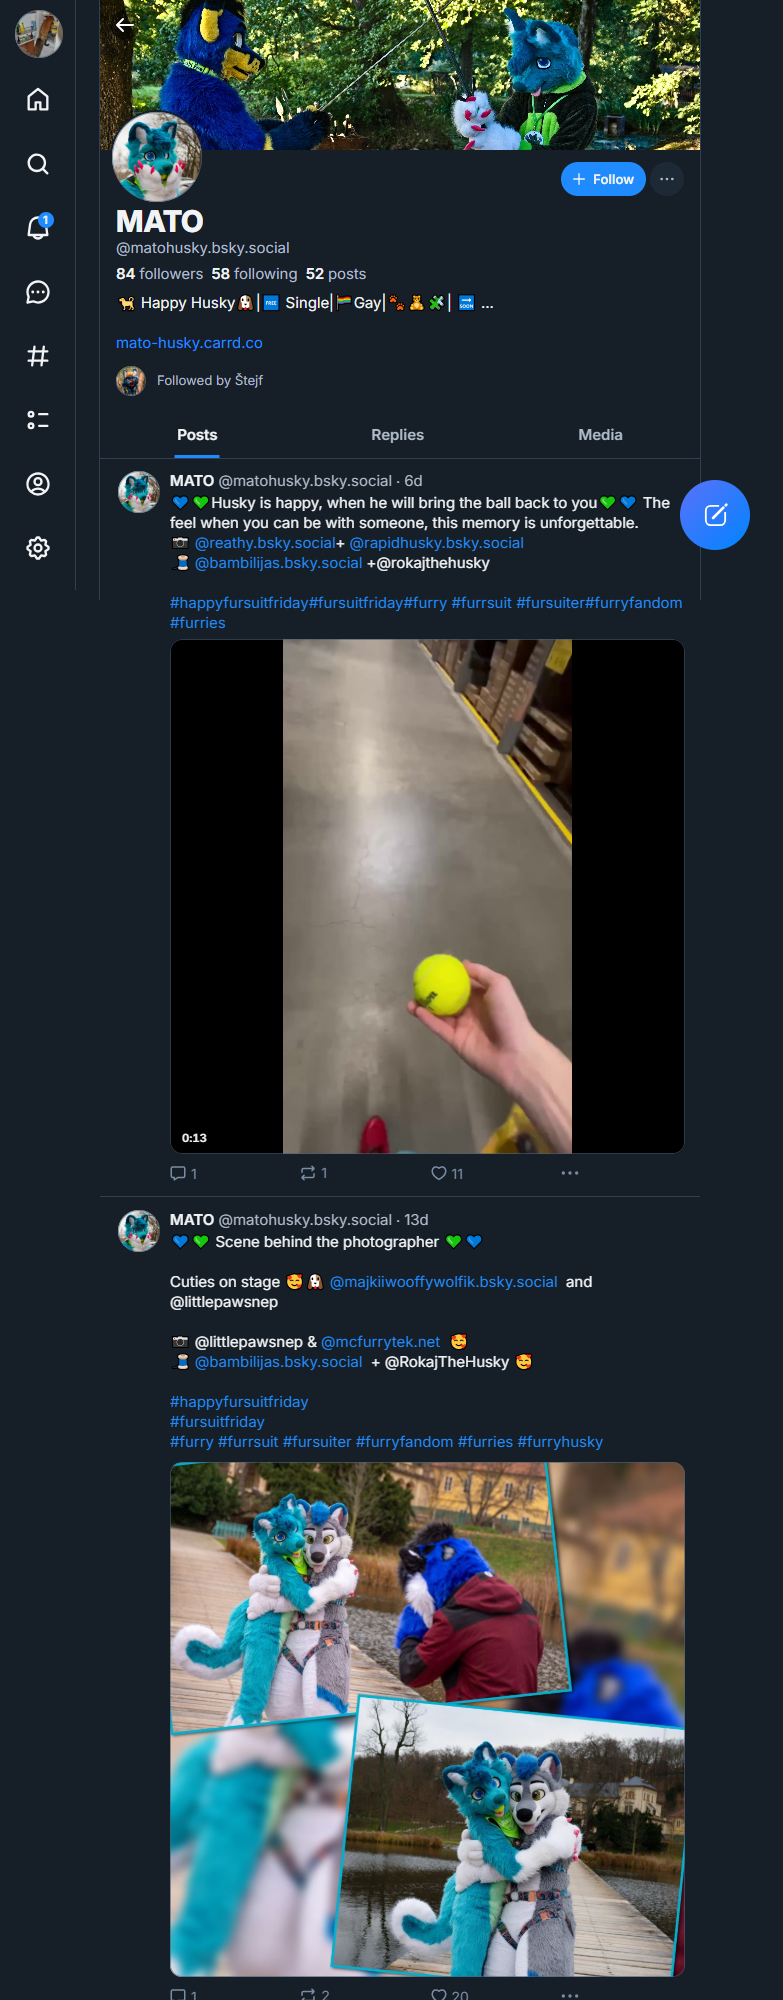 MATO
@matohusky.bsky.social
Follow
84 followers 58 following 52 posts
🐕 Happy Husky🐶|🆓 Single|🏳️‍🌈Gay|🐾🧸🧩| 🔜 ...
mato-husky.carrd.co
Followed by Štejf
Posts Replies Media
1
MATO @matohusky.bsky.social · 6d
💙💚Husky is happy, when he will bring the ball back to you💚💙 The
feel when you can be with someone, this memory is unforgettable.
📷 @reathy.bsky.social+ @rapidhusky.bsky.social
🧵 @bambilijas.bsky.social +@rokajthehusky
#happyfursuitfriday#fursuitfriday#furry #furrsuit #fursuiter#furryfandom
#furries
0:13
1 1 11
MATO @matohusky.bsky.social · 13d
💙💚 Scene behind the photographer 💚💙
Cuties on stage 🥰🐶 @majkiiwooffywolfik.bsky.social and
@littlepawsnep
📷 @littlepawsnep & @mcfurrytek.net 🥰
🧵 @bambilijas.bsky.social + @RokajTheHusky 🥰
#happyfursuitfriday
#fursuitfriday
#furry #furrsuit #fursuiter #furryfandom #furries #furryhusky
1 2 20